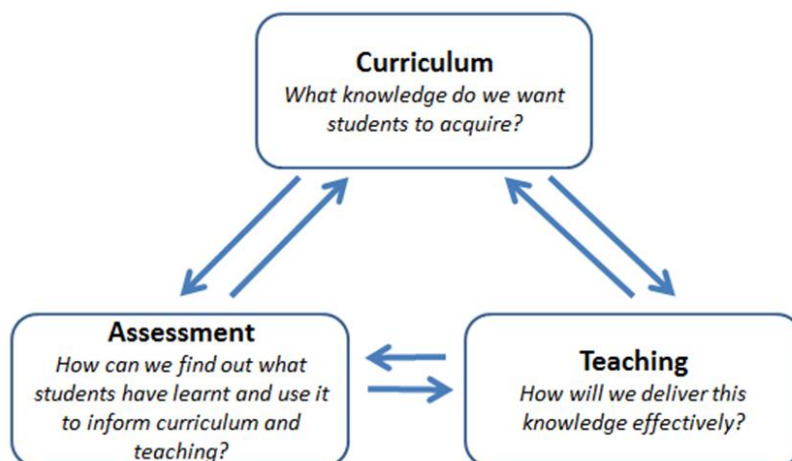 Curriculum
What knowledge do we want
students to acquire?
Assessment
How can we find out what
students have learnt and use it
to inform curriculum and
teaching?
Teaching
How will we deliver this
knowledge effectively?